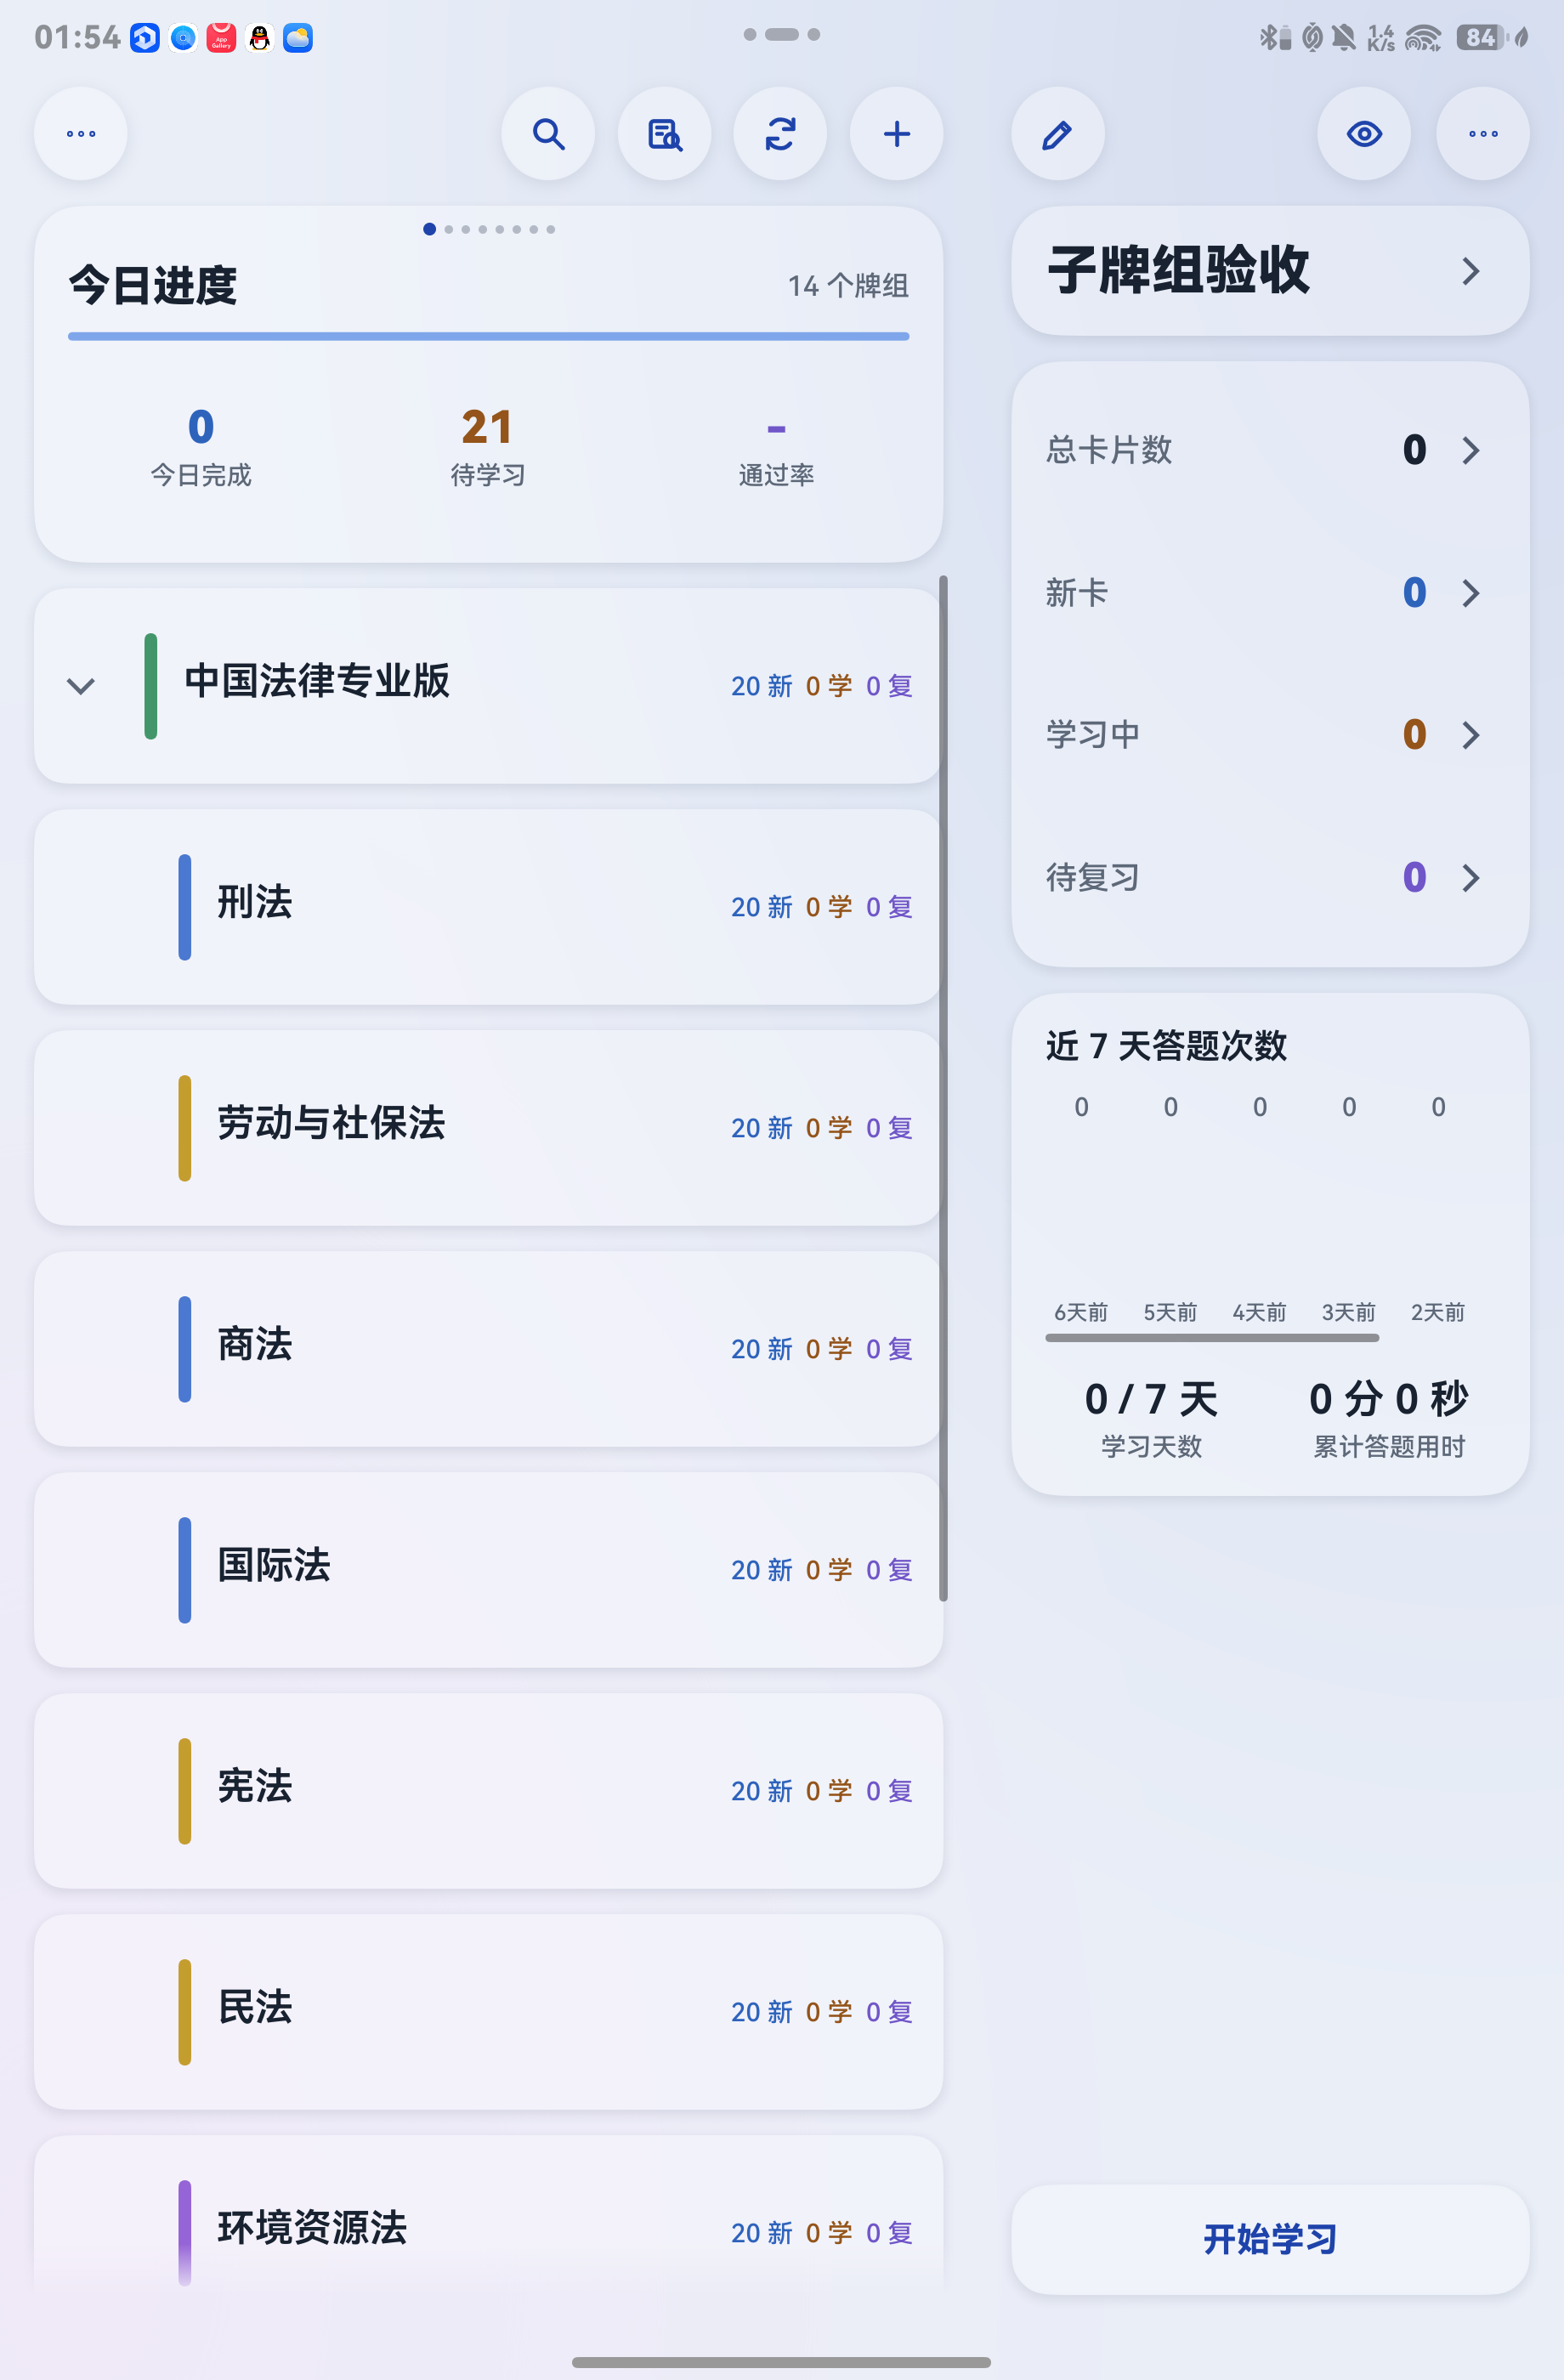 01:54
App Gallery
1.4 K/s
84
今日进度
14 个牌组
0
今日完成
21
待学习
-
通过率
中国法律专业版
20 新 0 学 0 复
刑法
20 新 0 学 0 复
劳动与社保法
20 新 0 学 0 复
商法
20 新 0 学 0 复
国际法
20 新 0 学 0 复
宪法
20 新 0 学 0 复
民法
20 新 0 学 0 复
环境资源法
20 新 0 学 0 复
子牌组验收
总卡片数 0
新卡 0
学习中 0
待复习 0
近 7 天答题次数
0 0 0 0 0
6天前 5天前 4天前 3天前 2天前
0 / 7 天
学习天数
0 分 0 秒
累计答题用时
开始学习